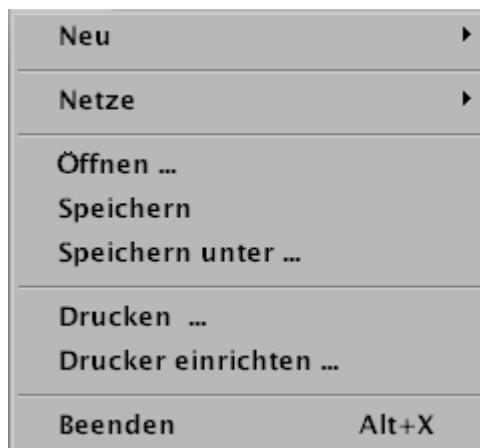 Neu
Netze
Öffnen ...
Speichern
Speichern unter ...
Drucken ...
Drucker einrichten ...
Beenden Alt+X